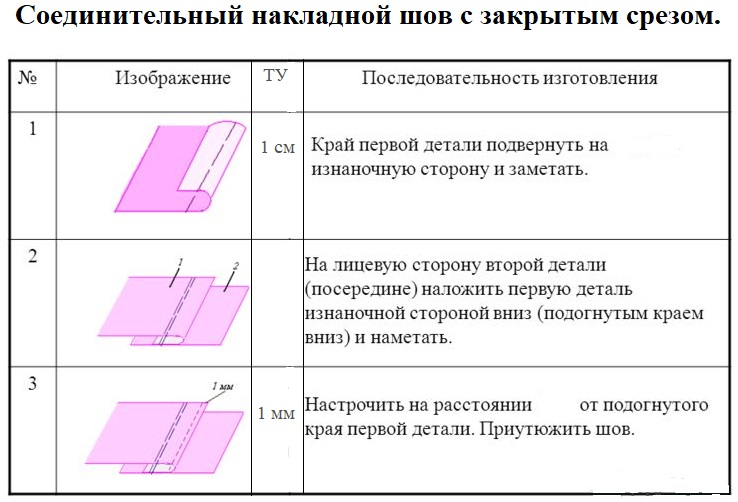 Соединительный накладной шов с закрытым срезом.
№ Изображение ТУ Последовательность изготовления
1
1 см
Край первой детали подвернуть на
изнаночную сторону и заметать.
2
1 2
На лицевую сторону второй детали
(посередине) наложить первую деталь
изнаночной стороной вниз (подогнутым краем
вниз) и наметать.
3
1 мм
1 мм
Настрочить на расстоянии от подогнутого
края первой детали. Приутюжить шов.